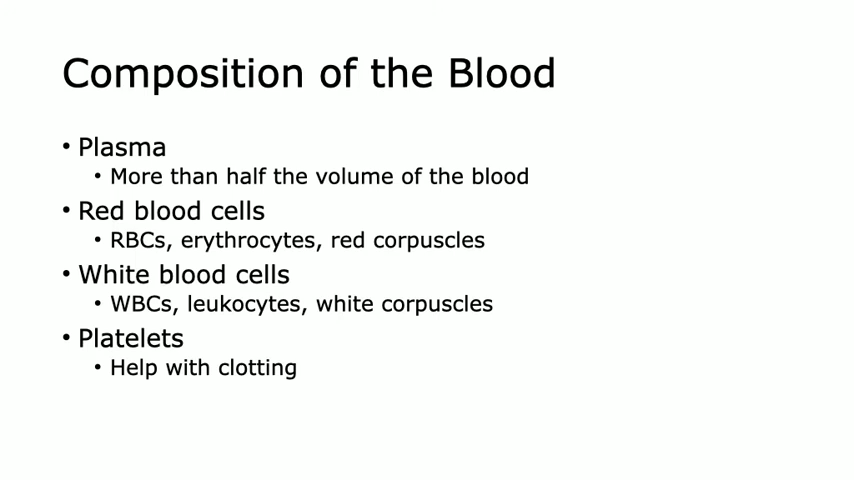 Composition of the Blood
• Plasma
• More than half the volume of the blood
• Red blood cells
• RBCs, erythrocytes, red corpuscles
• White blood cells
• WBCs, leukocytes, white corpuscles
• Platelets
• Help with clotting